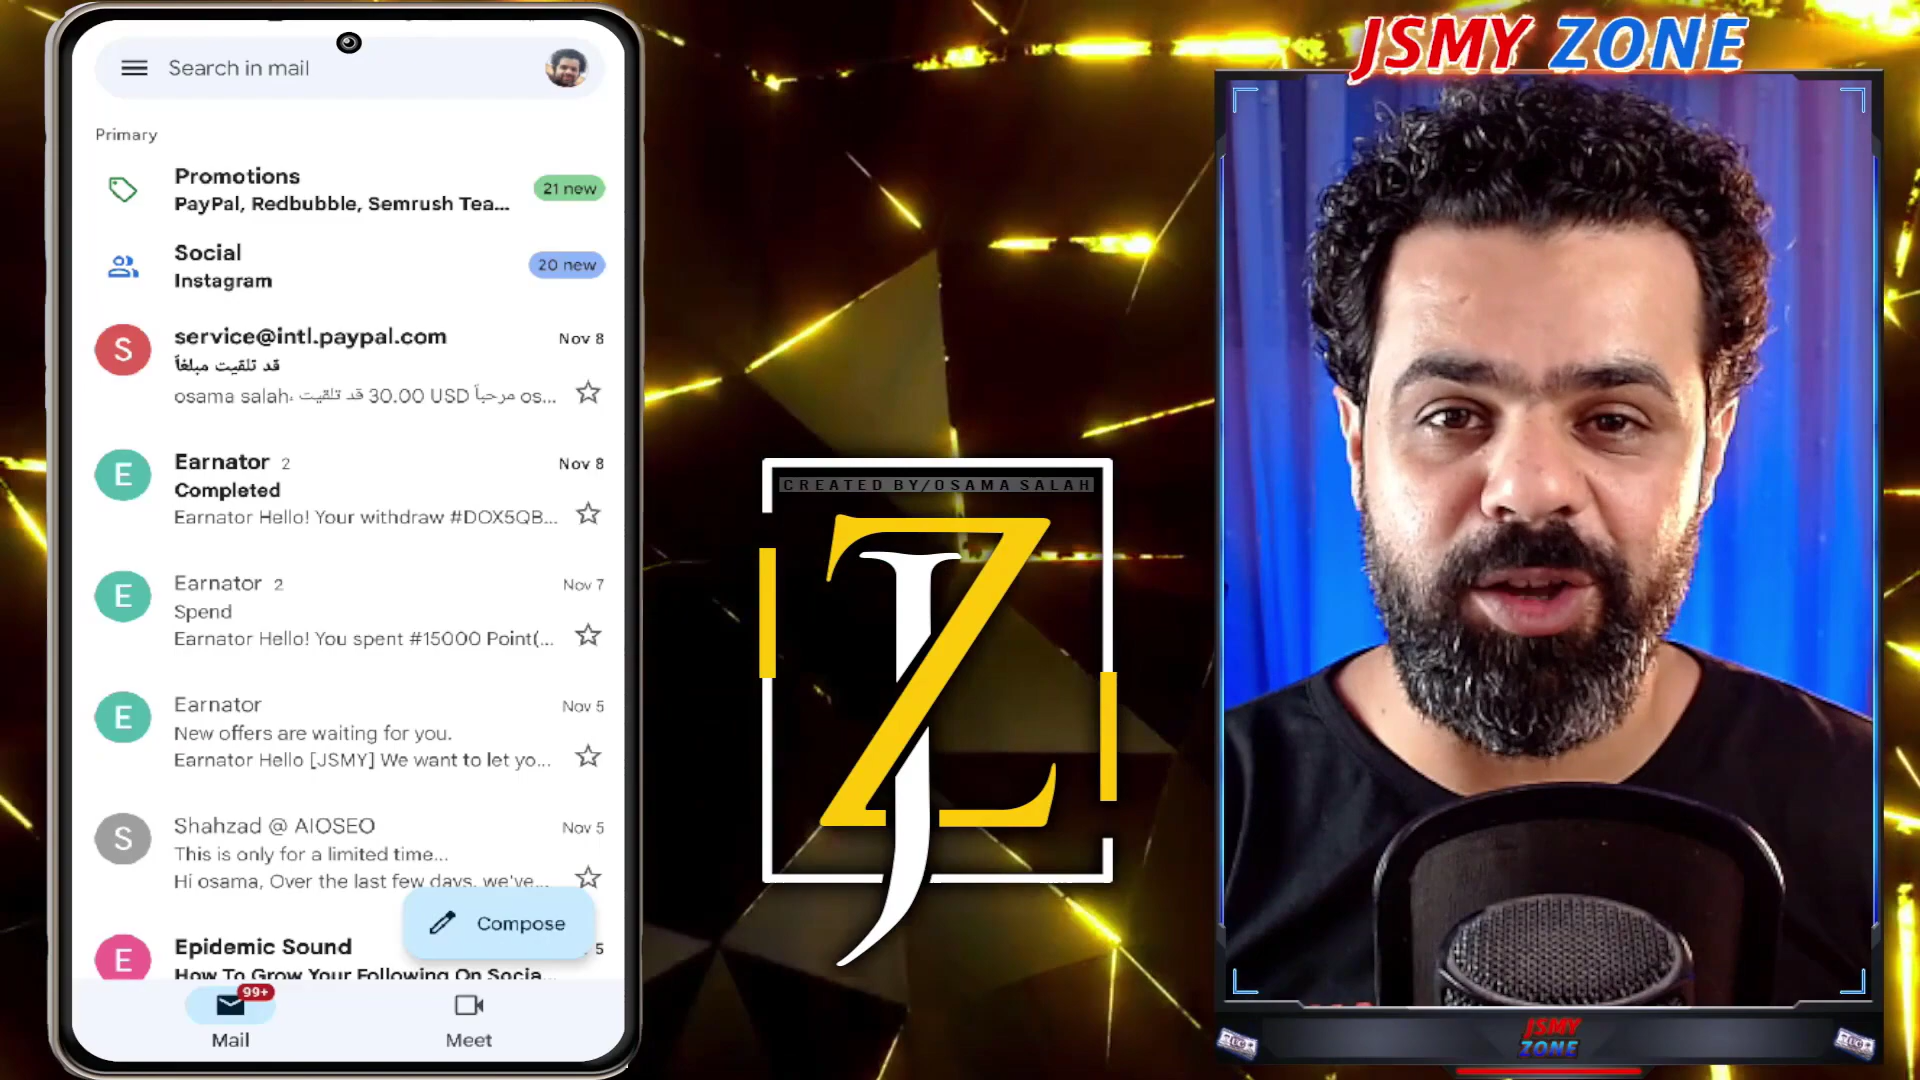 Search in mail
Primary
Promotions
PayPal, Redbubble, Semrush Tea...
21 new
Social
Instagram
20 new
S
service@intl.paypal.com
Nov 8
قد تلقيت مبلغاً
osama salah، قد تلقيت 30.00 USD مرحباً os...
E
Earnator 2
Nov 8
Completed
Earnator Hello! Your withdraw #DOX5QB...
E
Earnator 2
Nov 7
Spend
Earnator Hello! You spent #15000 Point(...
E
Earnator
Nov 5
New offers are waiting for you.
Earnator Hello [JSMY] We want to let yo...
S
Shahzad @ AIOSEO
Nov 5
This is only for a limited time...
Hi osama, Over the last few days, we've...
Compose
E
Epidemic Sound
5
How To Grow Your Following On Socia...
99+
Mail
Meet
CREATED BY/OSAMA SALAH
JZ
JSMY ZONE
JSMY
ZONE